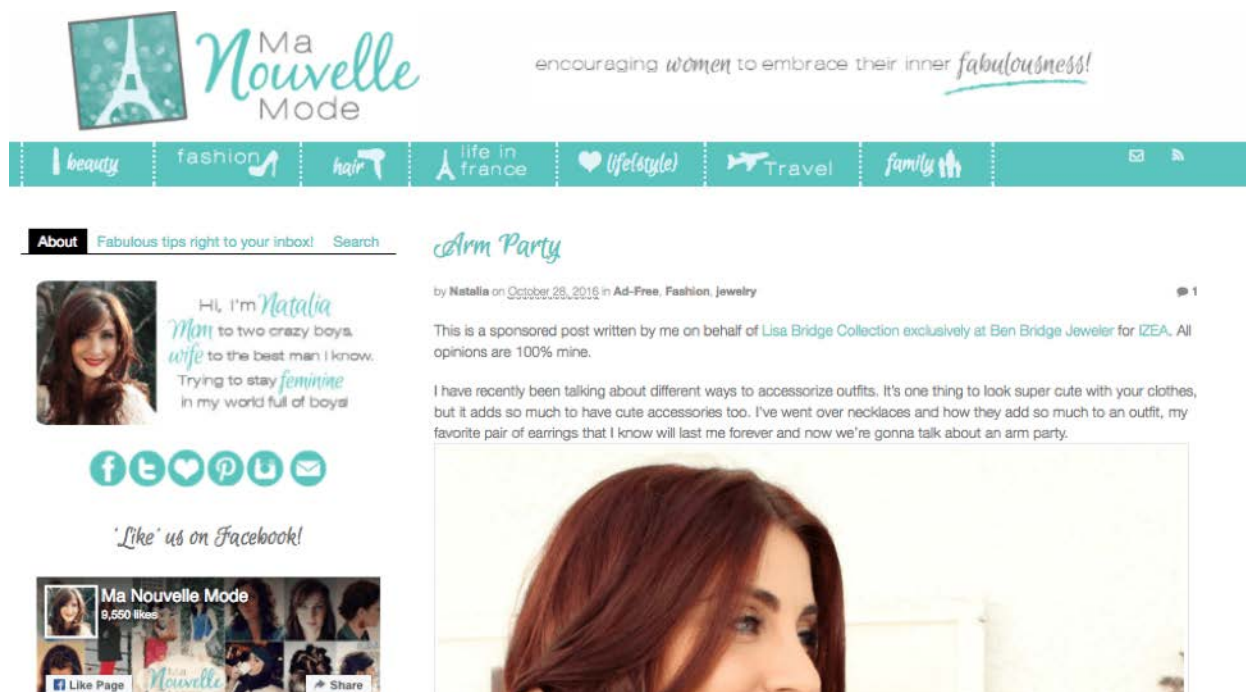 Ma
Nouvelle
Mode
encouraging women to embrace their inner fabulousness!
beauty
fashion
hair
life in
france
life(style)
Travel
family
About Fabulous tips right to your inbox! Search
Hi, I'm Natalia
Mom to two crazy boys,
wife to the best man I know.
Trying to stay feminine
in my world full of boys!
'Like' us on Facebook!
Ma Nouvelle Mode
9,550 likes
Nouvelle
Like Page
Share
Arm Party
by Natalia on October 28, 2016 in Ad-Free, Fashion, jewelry
1
This is a sponsored post written by me on behalf of Lisa Bridge Collection exclusively at Ben Bridge Jeweler for IZEA. All
opinions are 100% mine.
I have recently been talking about different ways to accessorize outfits. It's one thing to look super cute with your clothes,
but it adds so much to have cute accessories too. I've went over necklaces and how they add so much to an outfit, my
favorite pair of earrings that I know will last me forever and now we're gonna talk about an arm party.